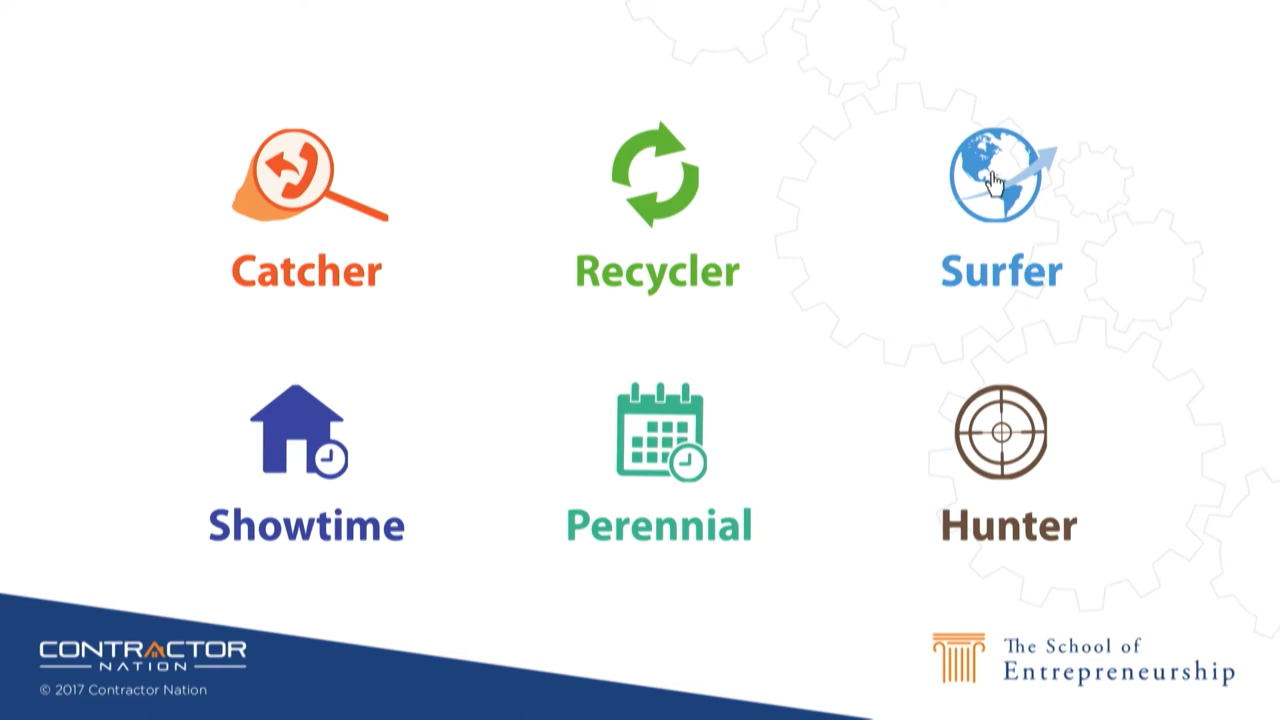 Catcher
Recycler
Surfer
Showtime
Perennial
Hunter
CONTRACTOR
NATION
© 2017 Contractor Nation
The School of
Entrepreneurship